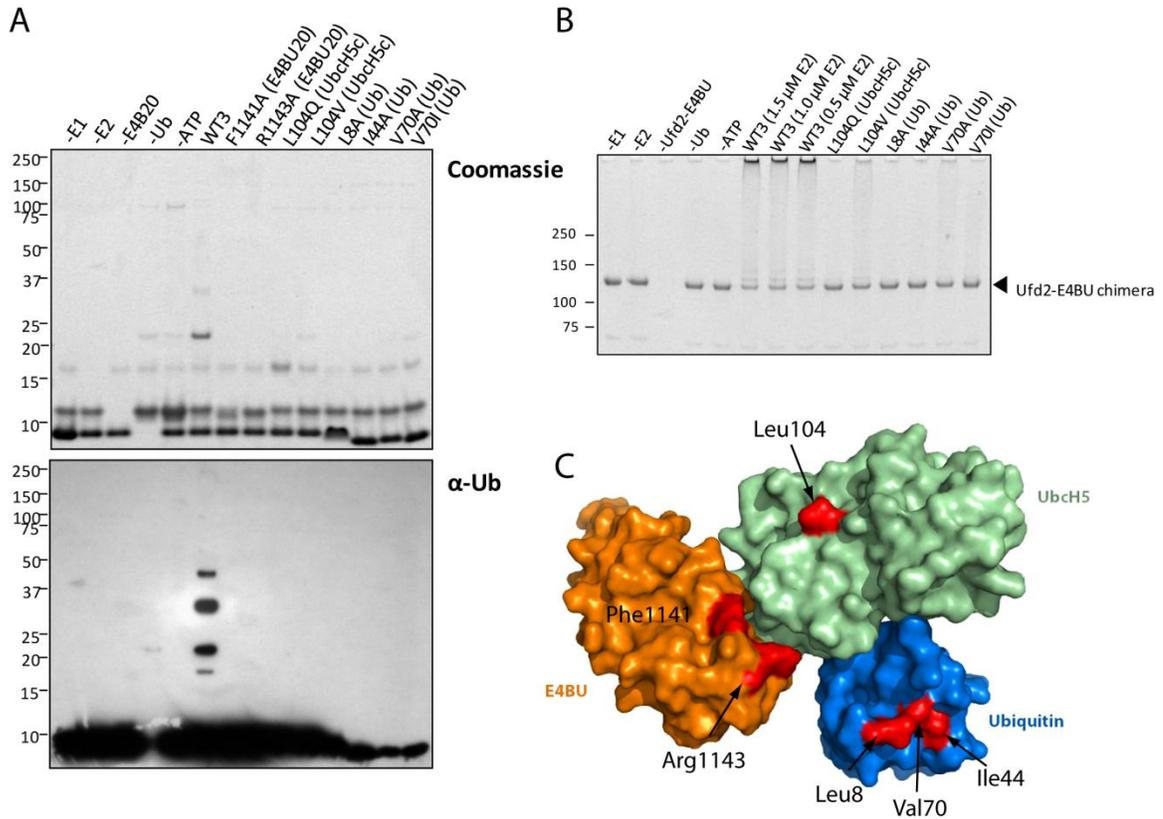 A
-E1
-E2
-E4B20
-Ub
-ATP
WT3
F1141A (E4BU20)
R1143A (E4BU20)
L104Q (UbcH5c)
L104V (UbcH5c)
L8A (Ub)
I44A (Ub)
V70A (Ub)
V70I (Ub)
250
150
100
75
50
37
25
20
15
10
Coomassie
250
150
100
75
50
37
25
20
15
10
α-Ub
B
-E1
-E2
-Ufd2-E4BU
-Ub
-ATP
WT3 (1.5 µM E2)
WT3 (1.0 µM E2)
WT3 (0.5 µM E2)
L104Q (UbcH5c)
L104V (UbcH5c)
L8A (Ub)
I44A (Ub)
V70A (Ub)
V70I (Ub)
250
150
100
75
Ufd2-E4BU chimera
C
Leu104
UbcH5
Phe1141
E4BU
Arg1143
Ubiquitin
Leu8
Val70
Ile44